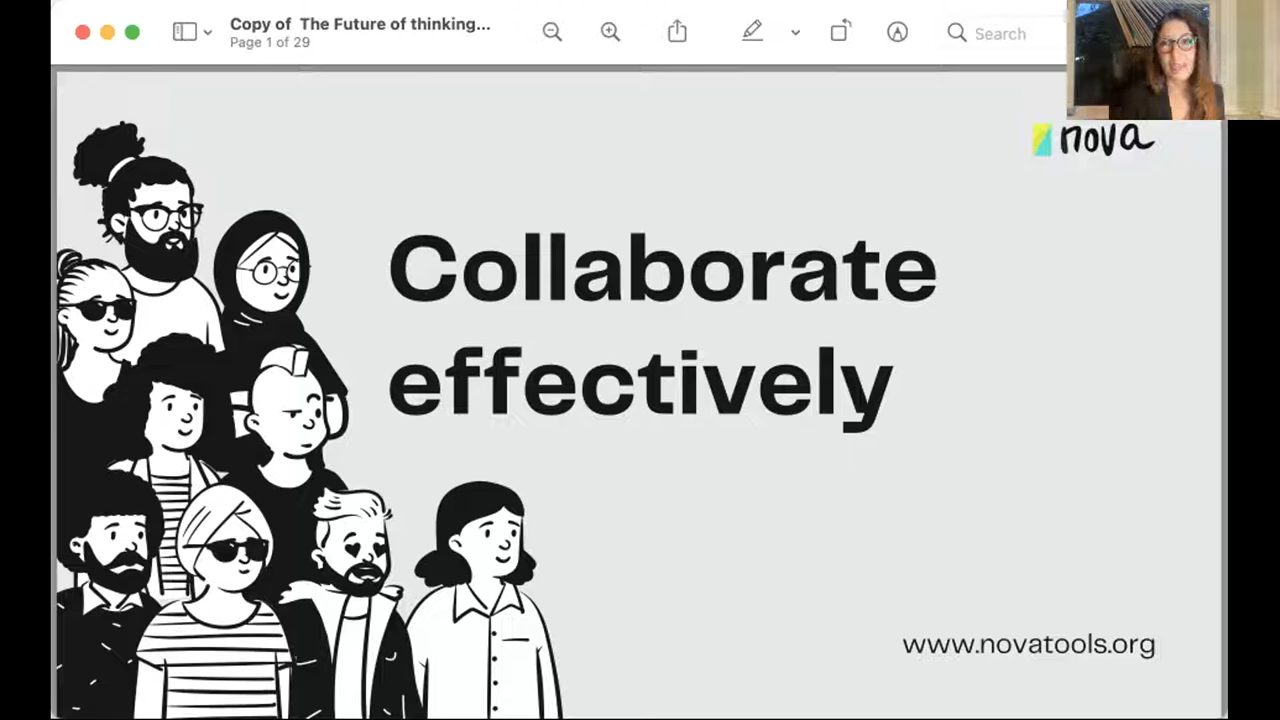 Copy of The Future of thinking...
Page 1 of 29
Search
nova
Collaborate
effectively
www.novatools.org